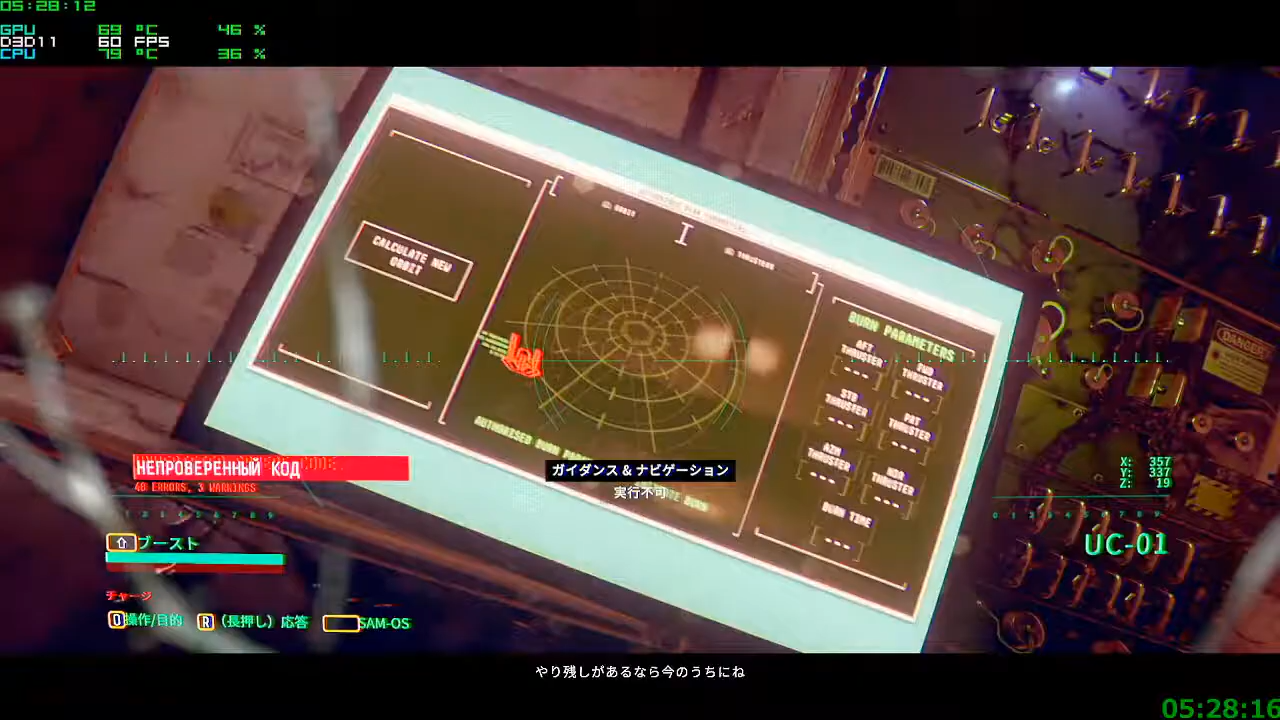 05:28:12
GPU 69 °C 46 %
D3D11 60 FPS
CPU 79 °C 36 %
CALCULATE NEW
ORBIT
THRUSTERS
BURN PARAMETERS
AFT
THRUSTER
---
FWD
THRUSTER
---
STB
THRUSTER
---
PRT
THRUSTER
---
AZM
THRUSTER
---
NDR
THRUSTER
---
BURN TIME
---
AUTHORISED BURN
DANGER
НЕПРОВЕРЕННЫЙ КОД
40 ERRORS, 3 WARNINGS
ガイダンス & ナビゲーション
実行不可
X: 357
Y: 337
Z: 19
UC-01
ブースト
チャージ
O 操作/目的 R (長押し) 応答 SAM-OS
やり残しがあるなら今のうちにね
05:28:16